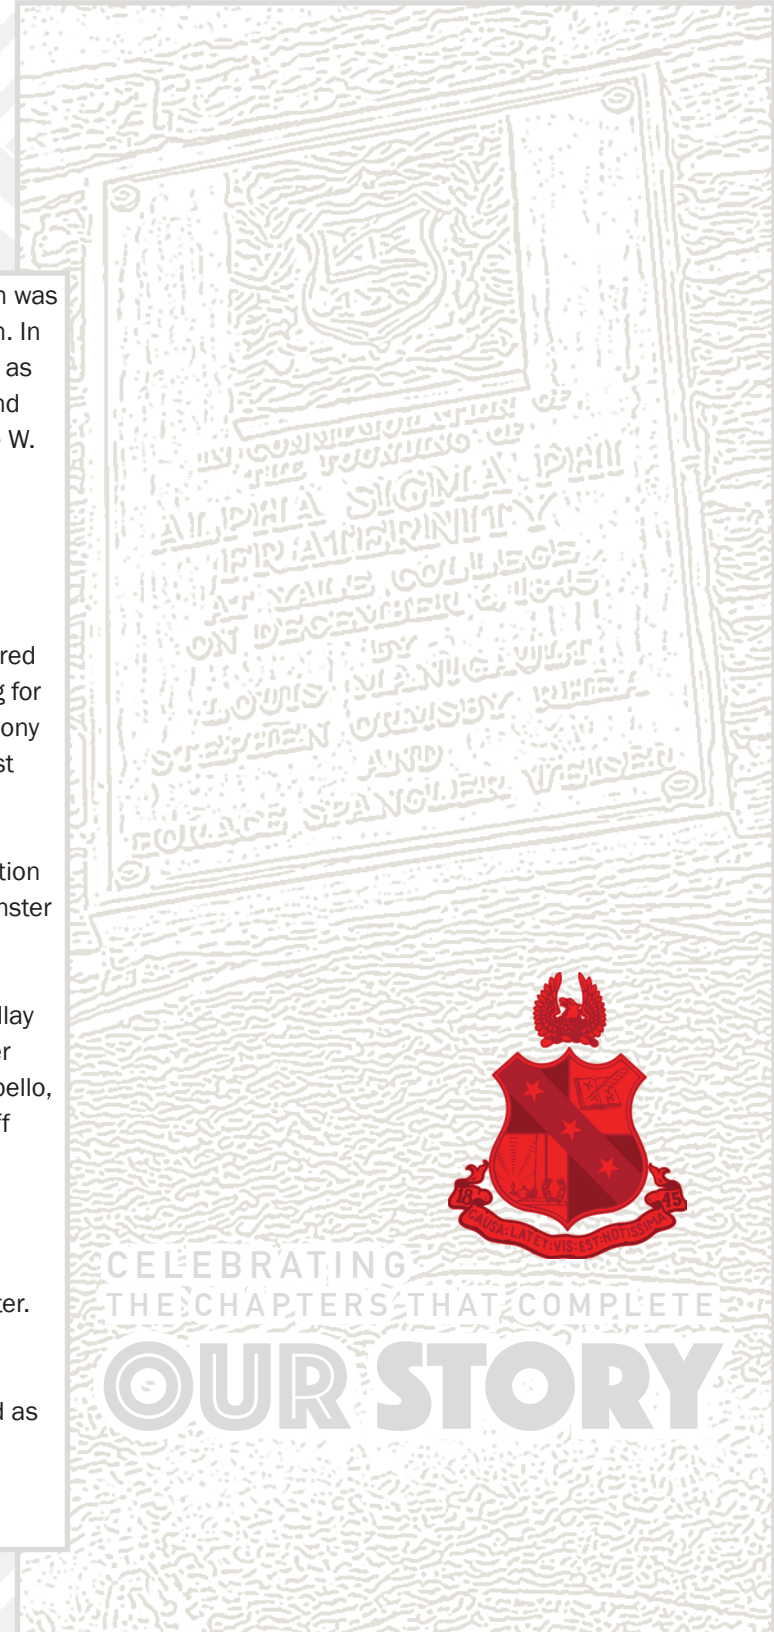 n was
n. In
as
nd
W.
red
g for
ony
st
tion
nster
llay
er
bello,
ff
ter.
d as
IN COMMEMORATION OF
THE FOUNDING OF
ALPHA SIGMA PHI
FRATERNITY
AT YALE COLLEGE
ON DECEMBER 6, 1845
BY
LOUIS MANIGAULT
STEPHEN ORMSBY RHEA
AND
HORACE SPANGLER WEISER
18 45
CAUSA:LATET:VIS:EST:NOTISSIMA
CELEBRATING
THE CHAPTERS THAT COMPLETE
OUR STORY